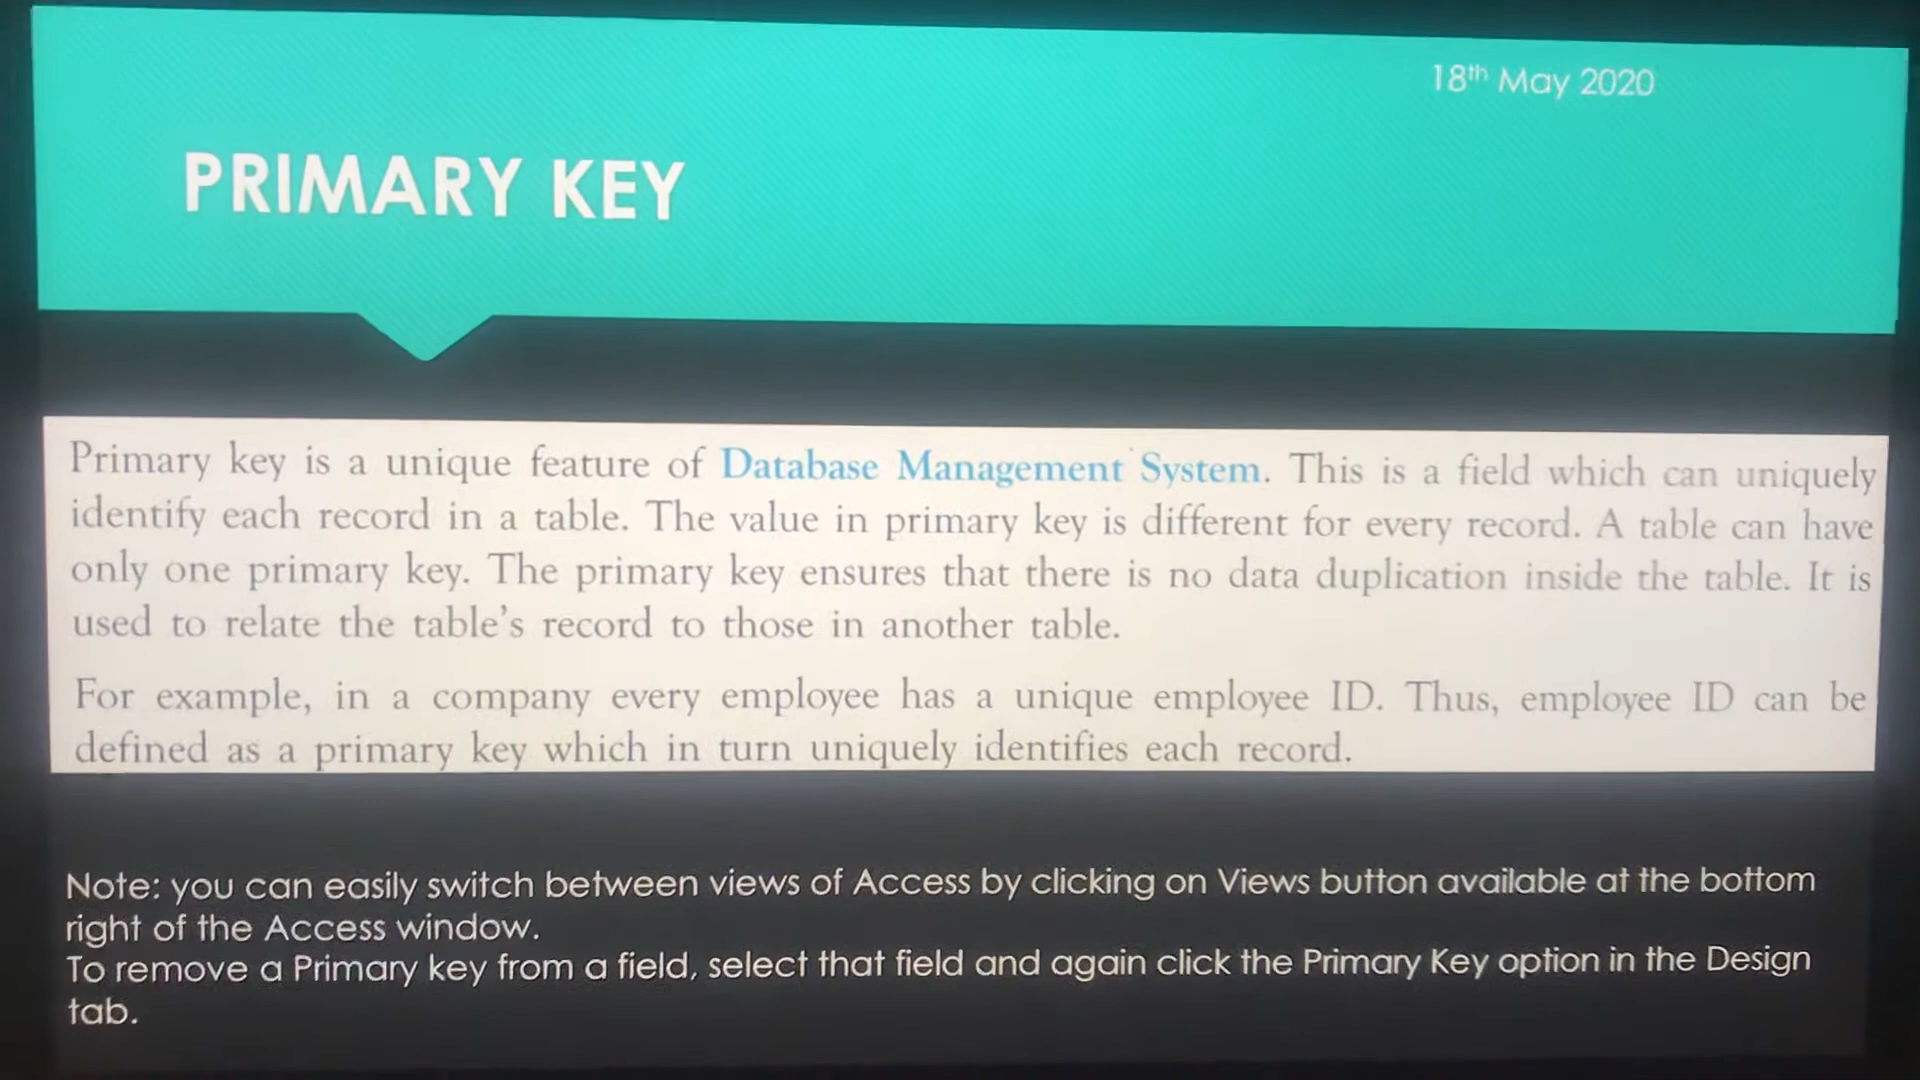 18th May 2020
PRIMARY KEY
Primary key is a unique feature of Database Management System. This is a field which can uniquely
identify each record in a table. The value in primary key is different for every record. A table can have
only one primary key. The primary key ensures that there is no data duplication inside the table. It is
used to relate the table's record to those in another table.
For example, in a company every employee has a unique employee ID. Thus, employee ID can be
defined as a primary key which in turn uniquely identifies each record.
Note: you can easily switch between views of Access by clicking on Views button available at the bottom
right of the Access window.
To remove a Primary key from a field, select that field and again click the Primary Key option in the Design
tab.